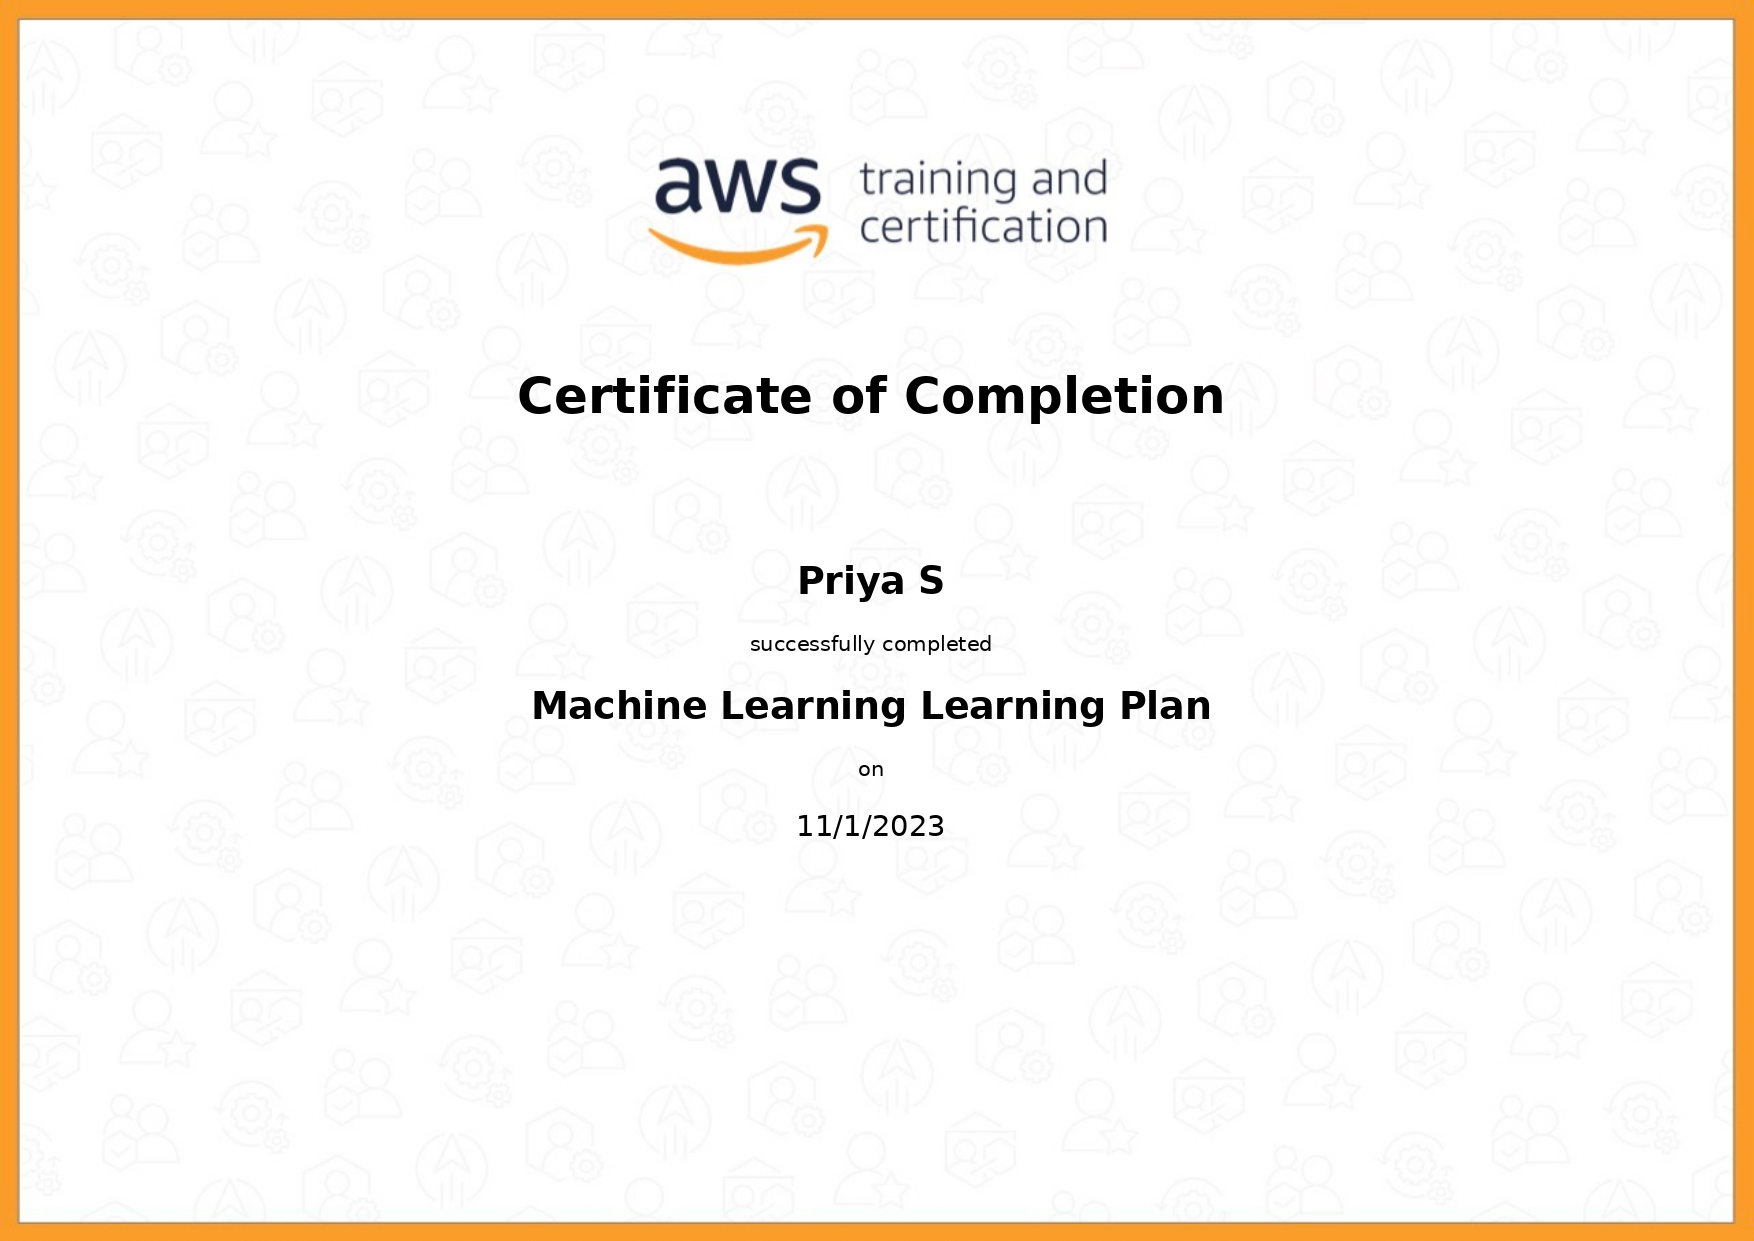 aws training and
certification
Certificate of Completion
Priya S
successfully completed
Machine Learning Learning Plan
on
11/1/2023